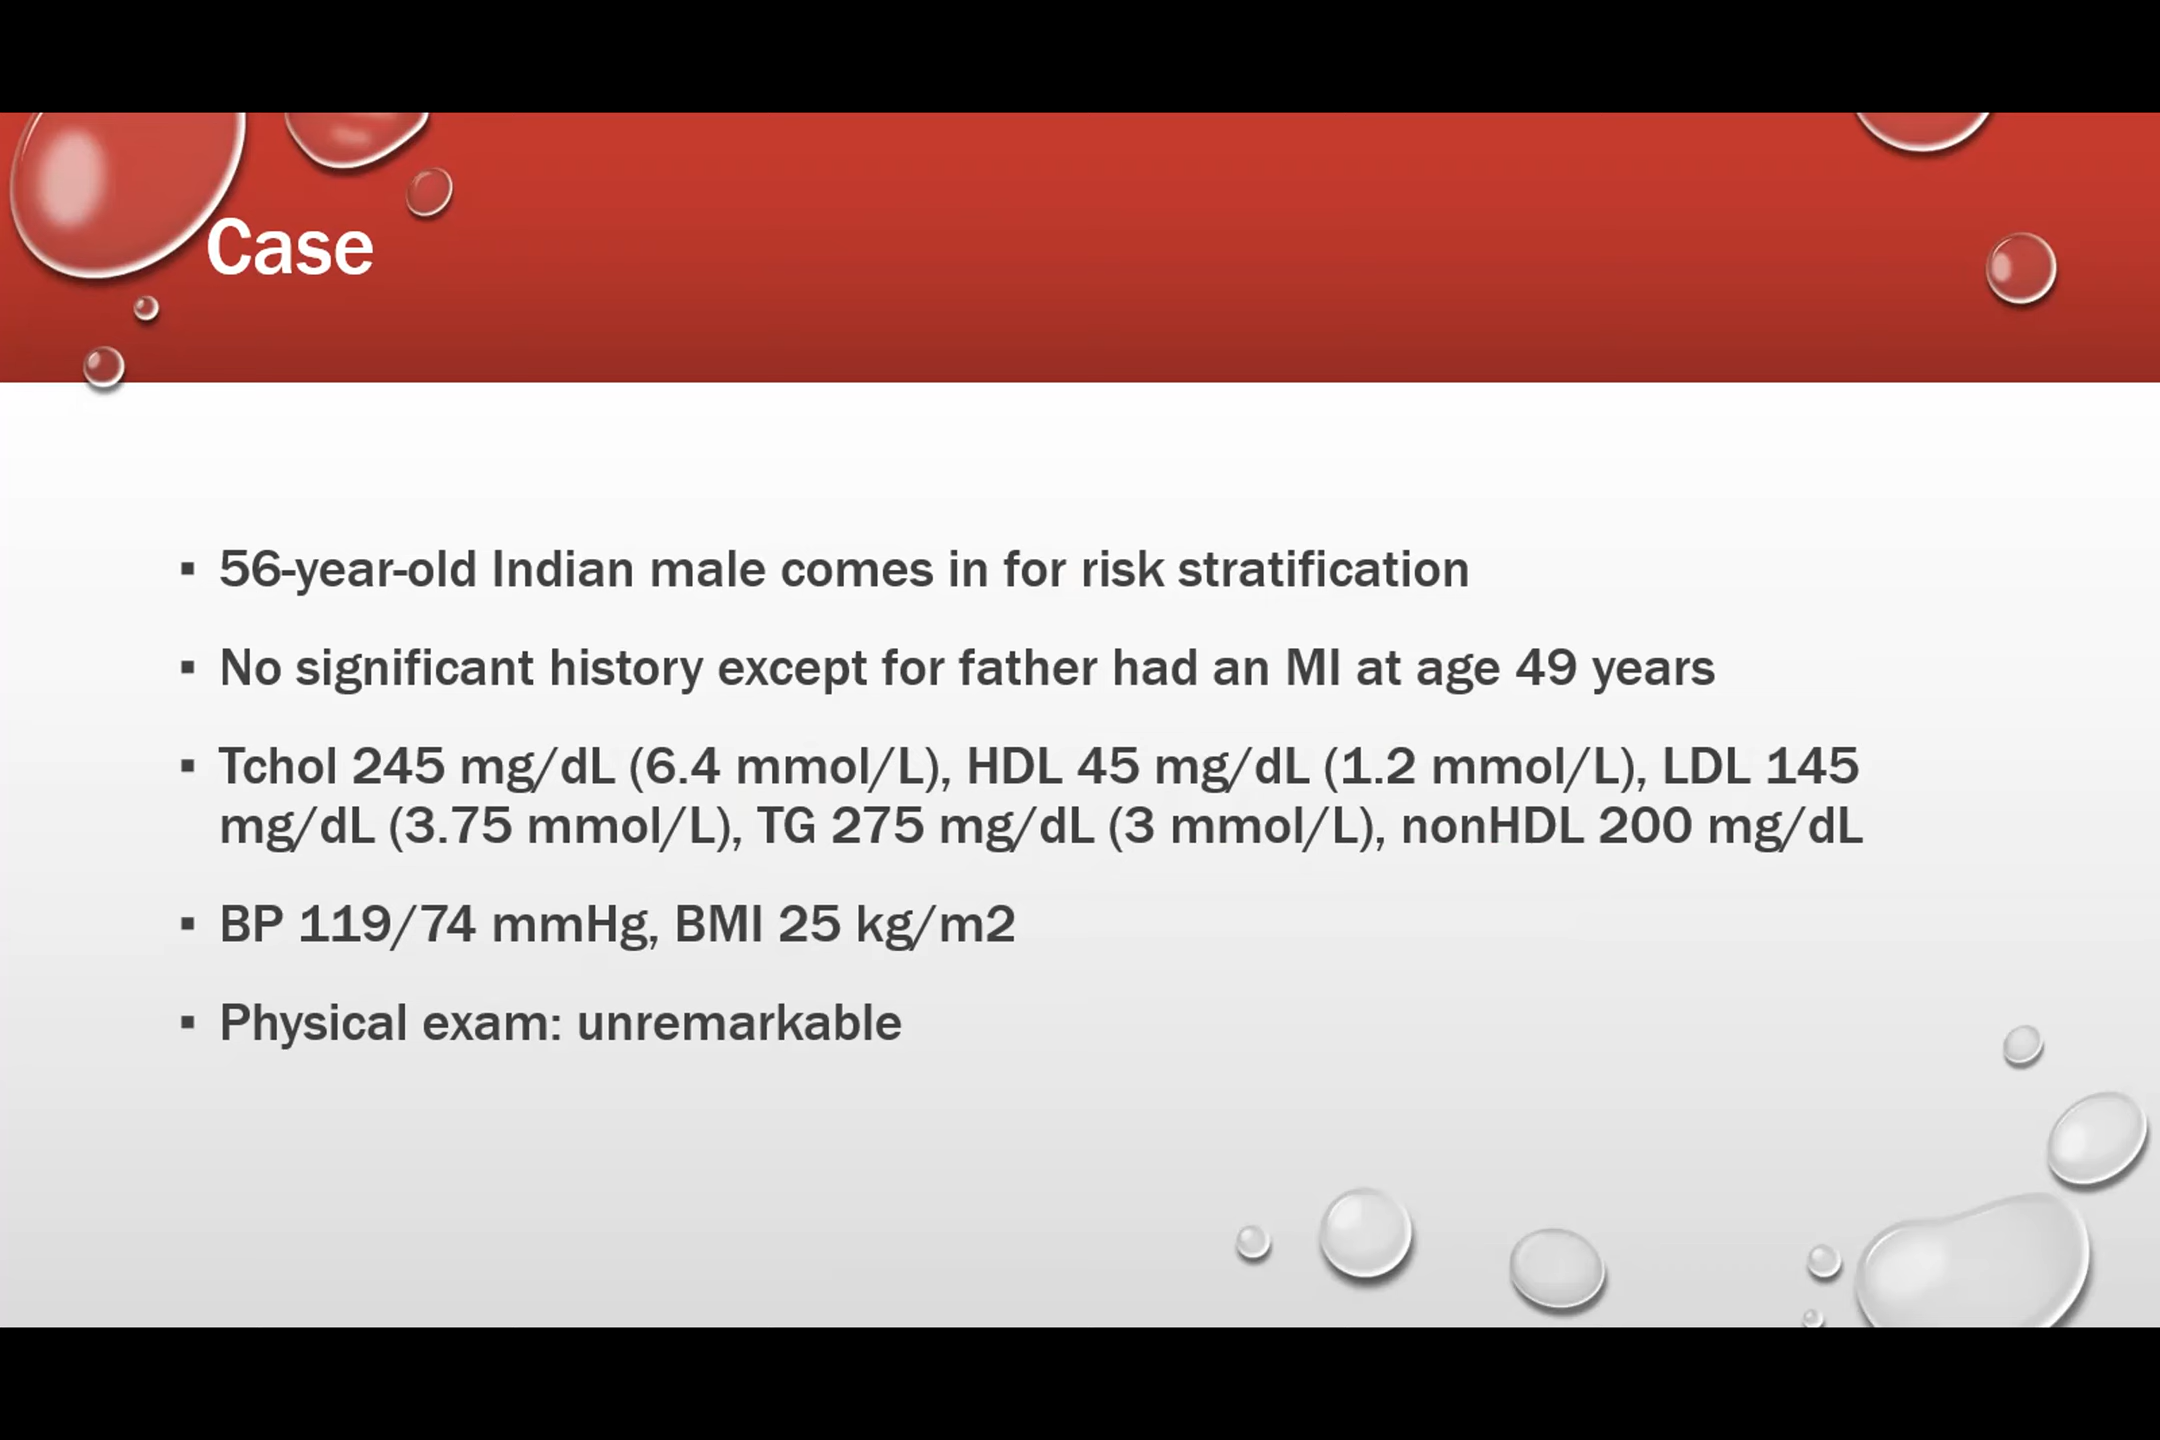 Case
▪ 56-year-old Indian male comes in for risk stratification
▪ No significant history except for father had an MI at age 49 years
▪ Tchol 245 mg/dL (6.4 mmol/L), HDL 45 mg/dL (1.2 mmol/L), LDL 145
mg/dL (3.75 mmol/L), TG 275 mg/dL (3 mmol/L), nonHDL 200 mg/dL
▪ BP 119/74 mmHg, BMI 25 kg/m2
▪ Physical exam: unremarkable